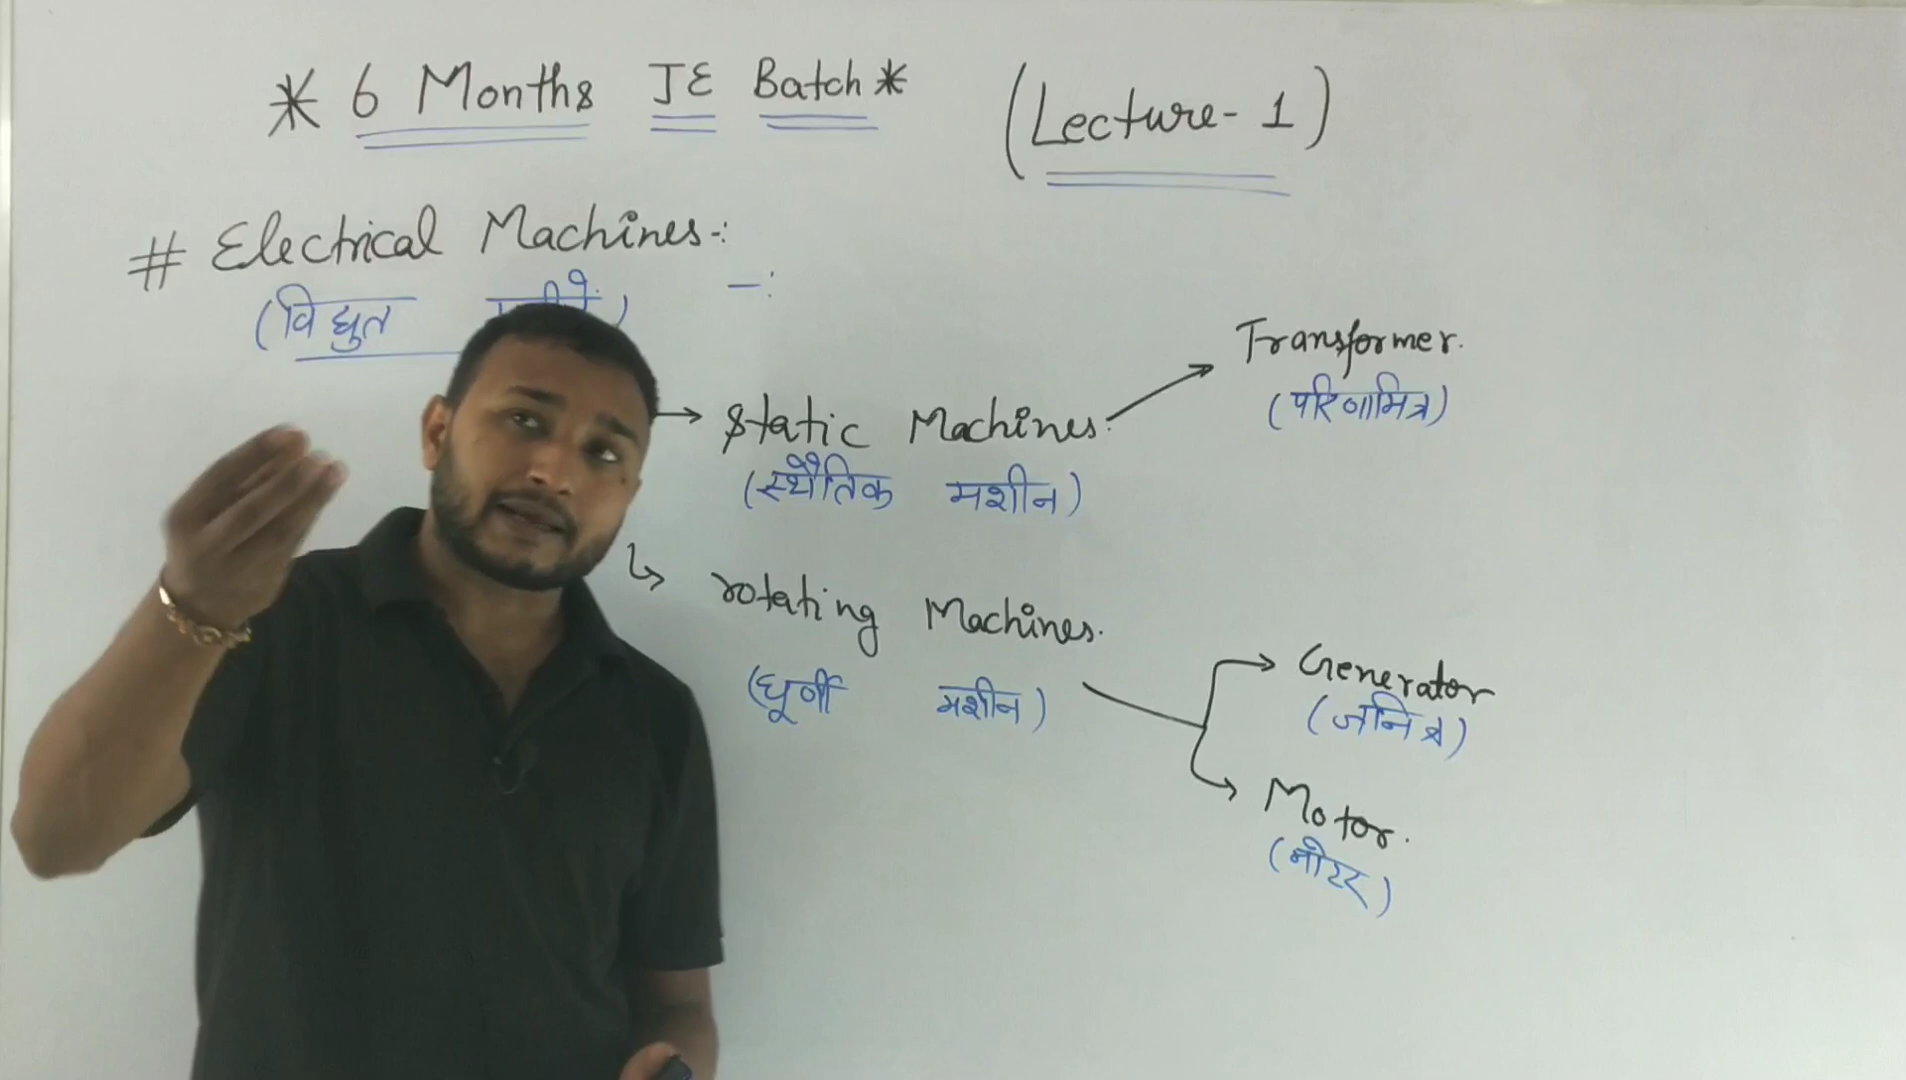 * 6 Months JE Batch *
(Lecture-1)
# Electrical Machines-:
(विद्युत
-:
Static Machines.
(स्थैतिक मशीन)
Transformer.
(परिणामित्र)
rotating Machines.
(घूर्णी मशीन)
Generator
(जनित्र)
Motor.
(मोटर)